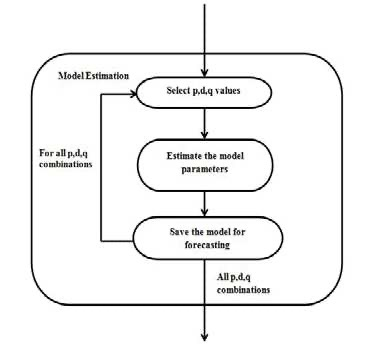 Model Estimation
Select p,d,q values
For all p,d,q
combinations
Estimate the model
parameters
Save the model for
forecasting
All p,d,q
combinations